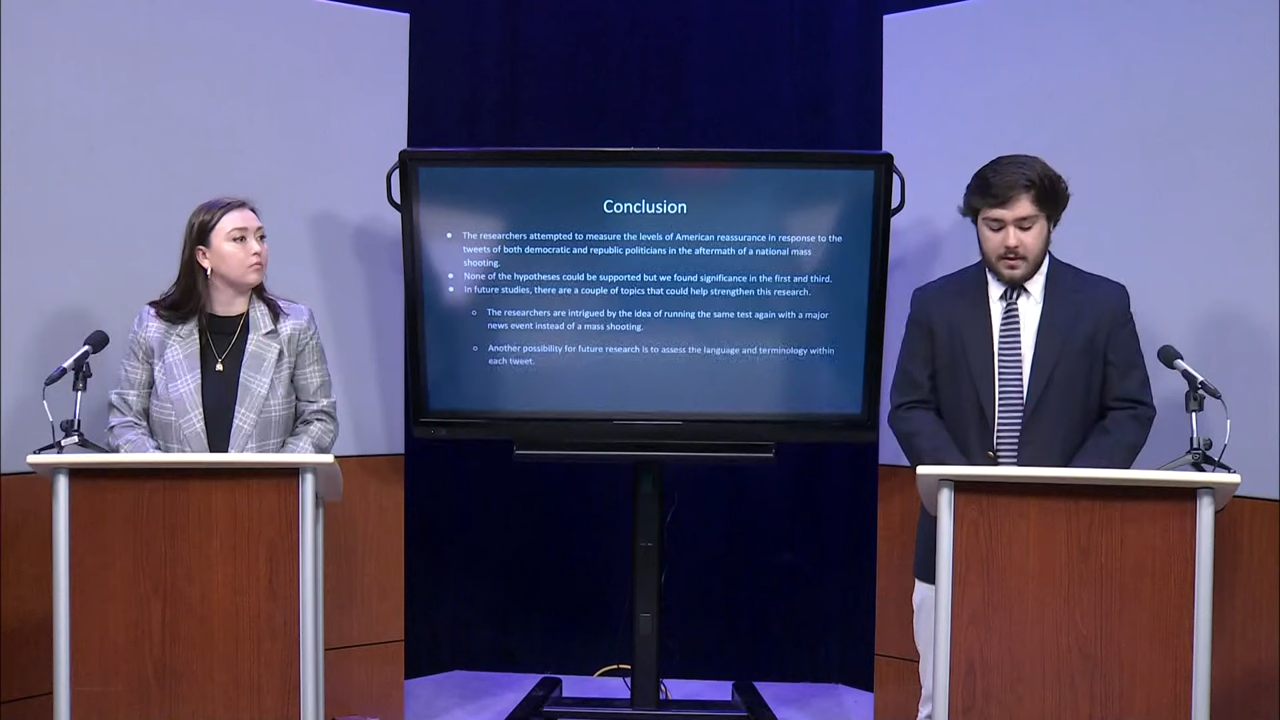 Conclusion
● The researchers attempted to measure the levels of American reassurance in response to the
tweets of both democratic and republic politicians in the aftermath of a national mass
shooting.
● None of the hypotheses could be supported but we found significance in the first and third.
● In future studies, there are a couple of topics that could help strengthen this research.
○ The researchers are intrigued by the idea of running the same test again with a major
news event instead of a mass shooting.
○ Another possibility for future research is to assess the language and terminology within
each tweet.